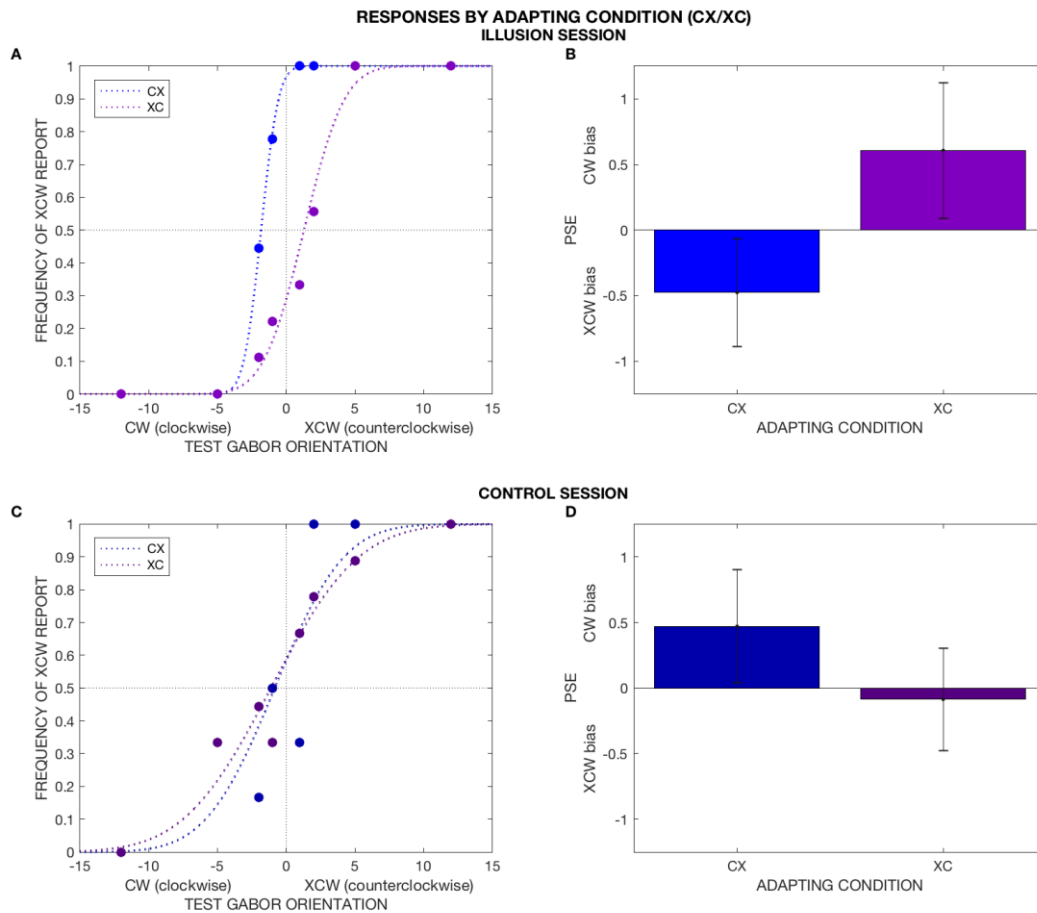 RESPONSES BY ADAPTING CONDITION (CX/XC)
ILLUSION SESSION
A
FREQUENCY OF XCW REPORT
1
0.9
0.8
0.7
0.6
0.5
0.4
0.3
0.2
0.1
0
CX
XC
-15 -10 -5 0 5 10 15
CW (clockwise) XCW (counterclockwise)
TEST GABOR ORIENTATION
B
PSE
CW bias
XCW bias
1
0.5
0
-0.5
-1
CX XC
ADAPTING CONDITION
CONTROL SESSION
C
FREQUENCY OF XCW REPORT
1
0.9
0.8
0.7
0.6
0.5
0.4
0.3
0.2
0.1
0
CX
XC
-15 -10 -5 0 5 10 15
CW (clockwise) XCW (counterclockwise)
TEST GABOR ORIENTATION
D
PSE
CW bias
XCW bias
1
0.5
0
-0.5
-1
CX XC
ADAPTING CONDITION